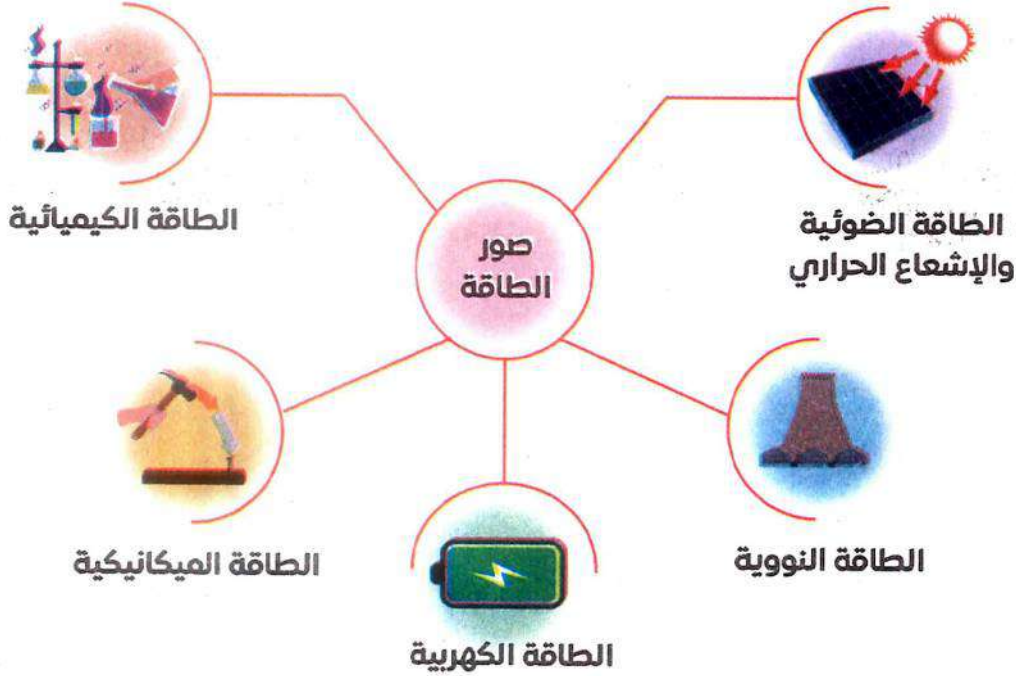 صور
الطاقة
الطاقة الضوئية
والإشعاع الحراري
الطاقة الكيميائية
الطاقة النووية
الطاقة الميكانيكية
الطاقة الكهربية